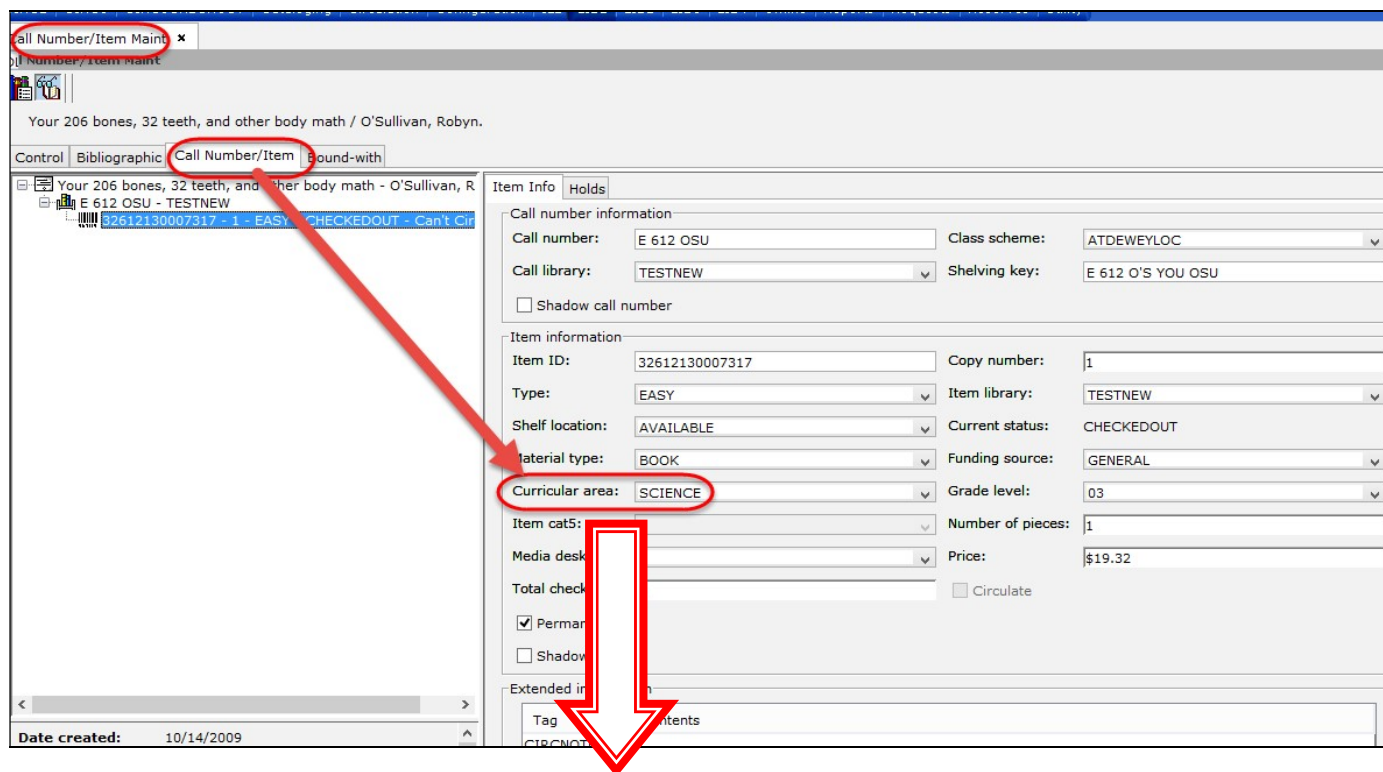 Call Number/Item Maint ×
Number/Item Maint
Your 206 bones, 32 teeth, and other body math / O'Sullivan, Robyn.
Control Bibliographic Call Number/Item Bound-with
Your 206 bones, 32 teeth, and other body math - O'Sullivan, R
E 612 OSU - TESTNEW
32612130007317 - 1 - EASY - CHECKEDOUT - Can't Cir
Date created: 10/14/2009
Item Info Holds
Call number information
Call number: E 612 OSU Class scheme: ATDEWEYLOC
Call library: TESTNEW Shelving key: E 612 O'S YOU OSU
Shadow call number
Item information
Item ID: 32612130007317 Copy number: 1
Type: EASY Item library: TESTNEW
Shelf location: AVAILABLE Current status: CHECKEDOUT
Material type: BOOK Funding source: GENERAL
Curricular area: SCIENCE Grade level: 03
Item cat5: Number of pieces: 1
Media desk Price: $19.32
Total check Circulate
Perman
Shadow
Extended in
Tag ntents